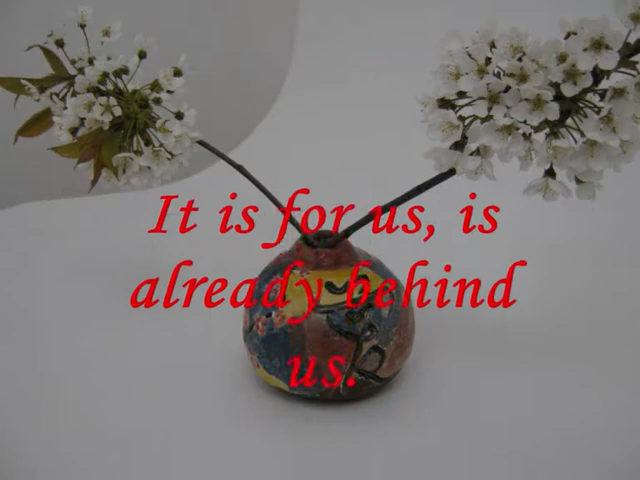 It is for us, is
already behind
us.